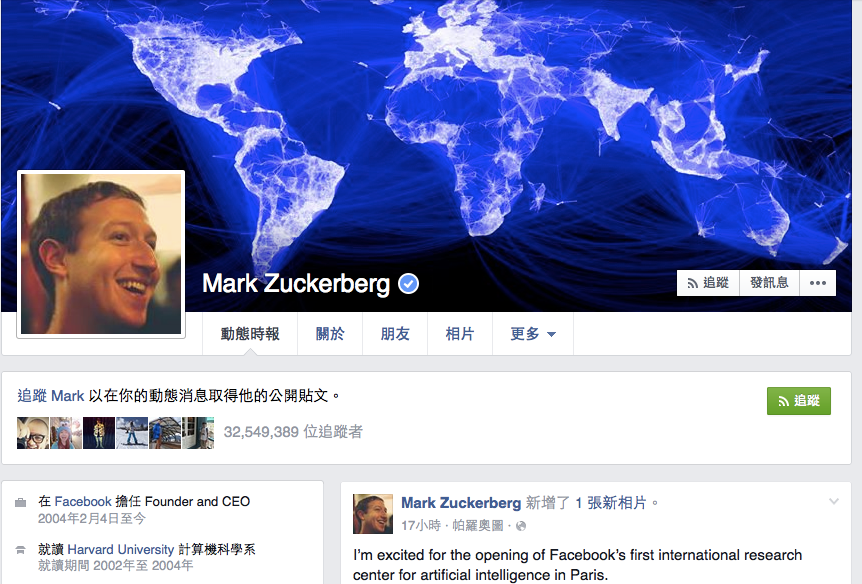 Mark Zuckerberg
追蹤 發訊息
動態時報 關於 朋友 相片 更多
追蹤 Mark 以在你的動態消息取得他的公開貼文。
追蹤
32,549,389 位追蹤者
在 Facebook 擔任 Founder and CEO
2004年2月4日至今
就讀 Harvard University 計算機科學系
就讀期間 2002年至 2004年
Mark Zuckerberg 新增了 1 張新相片。
17小時 · 帕羅奧圖 ·
I'm excited for the opening of Facebook's first international research
center for artificial intelligence in Paris.